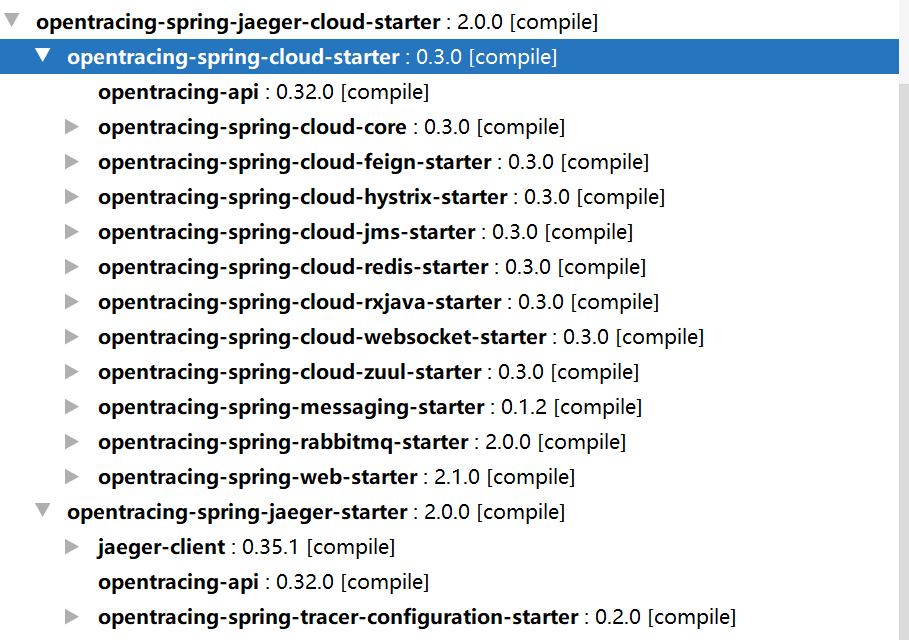 opentracing-spring-jaeger-cloud-starter : 2.0.0 [compile]
opentracing-spring-cloud-starter : 0.3.0 [compile]
opentracing-api : 0.32.0 [compile]
opentracing-spring-cloud-core : 0.3.0 [compile]
opentracing-spring-cloud-feign-starter : 0.3.0 [compile]
opentracing-spring-cloud-hystrix-starter : 0.3.0 [compile]
opentracing-spring-cloud-jms-starter : 0.3.0 [compile]
opentracing-spring-cloud-redis-starter : 0.3.0 [compile]
opentracing-spring-cloud-rxjava-starter : 0.3.0 [compile]
opentracing-spring-cloud-websocket-starter : 0.3.0 [compile]
opentracing-spring-cloud-zuul-starter : 0.3.0 [compile]
opentracing-spring-messaging-starter : 0.1.2 [compile]
opentracing-spring-rabbitmq-starter : 2.0.0 [compile]
opentracing-spring-web-starter : 2.1.0 [compile]
opentracing-spring-jaeger-starter : 2.0.0 [compile]
jaeger-client : 0.35.1 [compile]
opentracing-api : 0.32.0 [compile]
opentracing-spring-tracer-configuration-starter : 0.2.0 [compile]